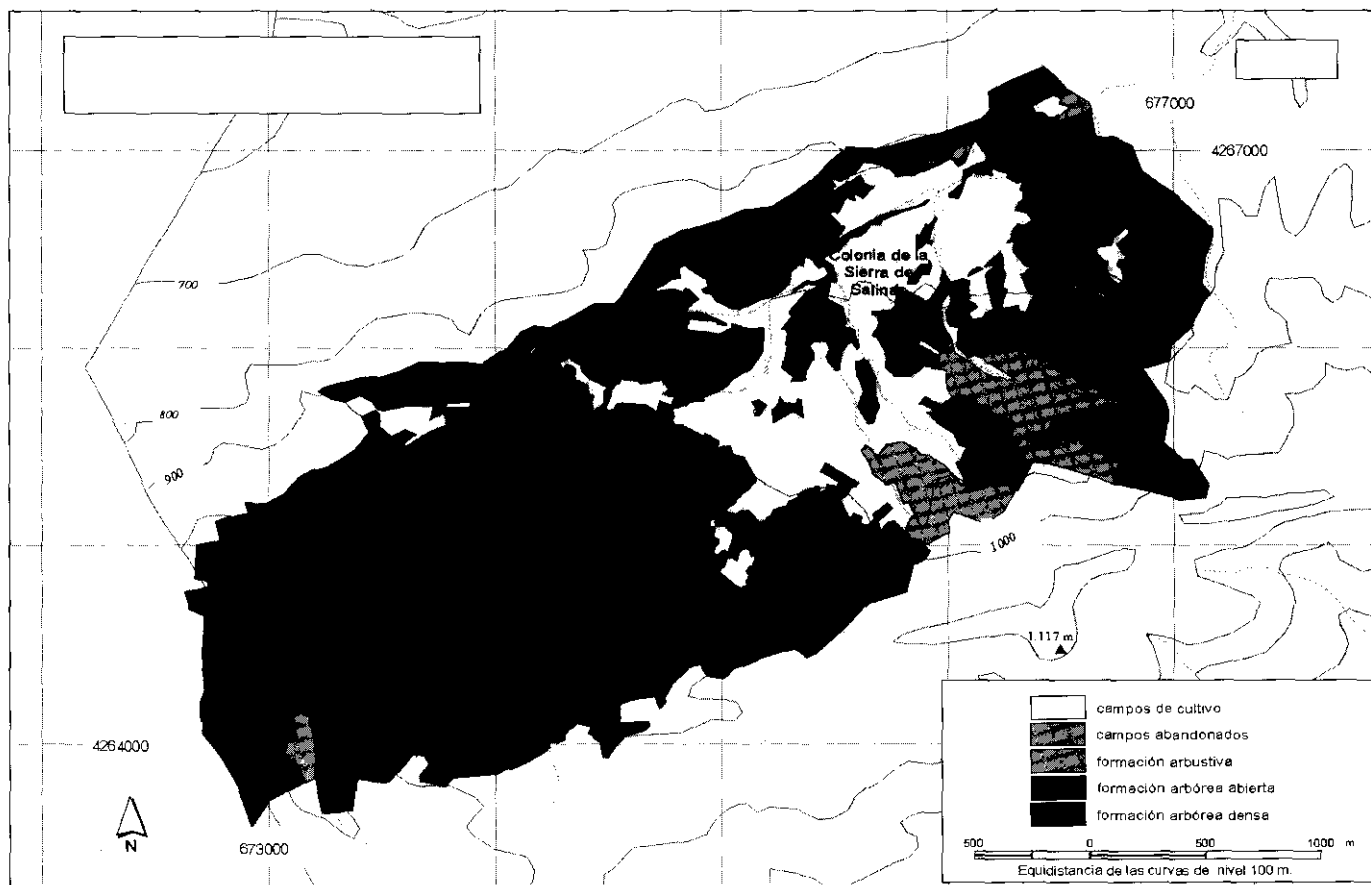 677000
4267000
Colonia de la
Sierra de
Salinas
700
800
900
1000
1.117 m
4264000
673000
N
campos de cultivo
campos abandonados
formación arbustiva
formación arbórea abierta
formación arbórea densa
500 0 500 1000 m
Equidistancia de las curvas de nivel 100 m.